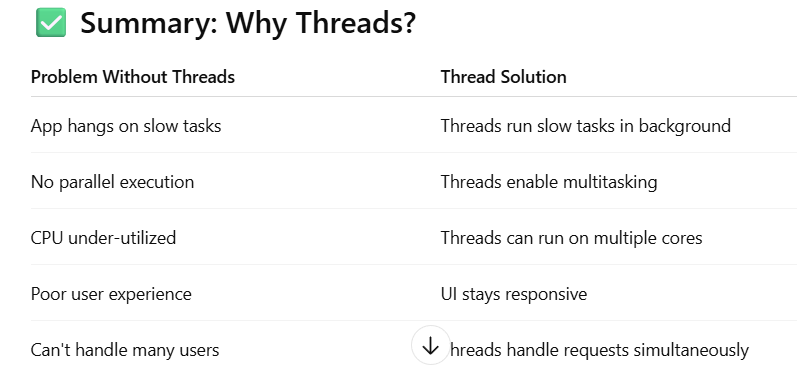 ✅ Summary: Why Threads?
Problem Without Threads Thread Solution
App hangs on slow tasks Threads run slow tasks in background
No parallel execution Threads enable multitasking
CPU under-utilized Threads can run on multiple cores
Poor user experience UI stays responsive
Can't handle many users hreads handle requests simultaneously